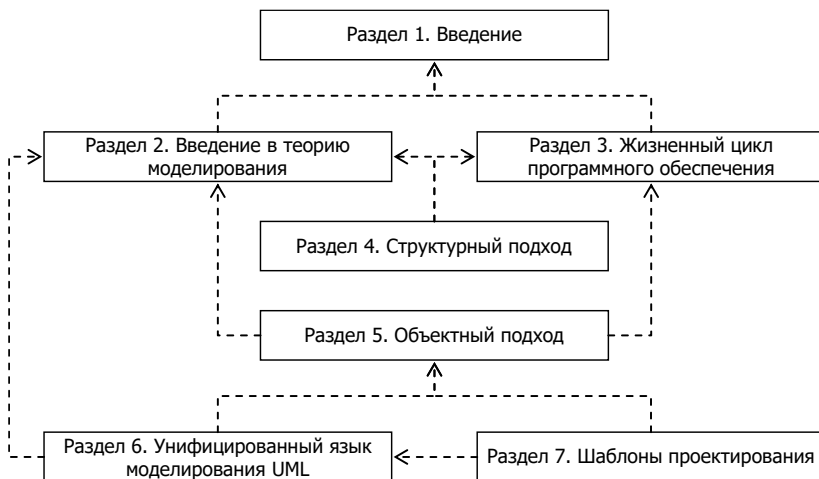 Раздел 1. Введение
Раздел 2. Введение в теорию
моделирования
Раздел 3. Жизненный цикл
программного обеспечения
Раздел 4. Структурный подход
Раздел 5. Объектный подход
Раздел 6. Унифицированный язык
моделирования UML
Раздел 7. Шаблоны проектирования